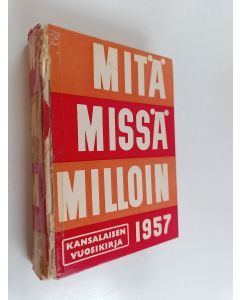 MITÄ
MISSÄ
MILLOIN
KANSALAISEN
VUOSIKIRJA
1957